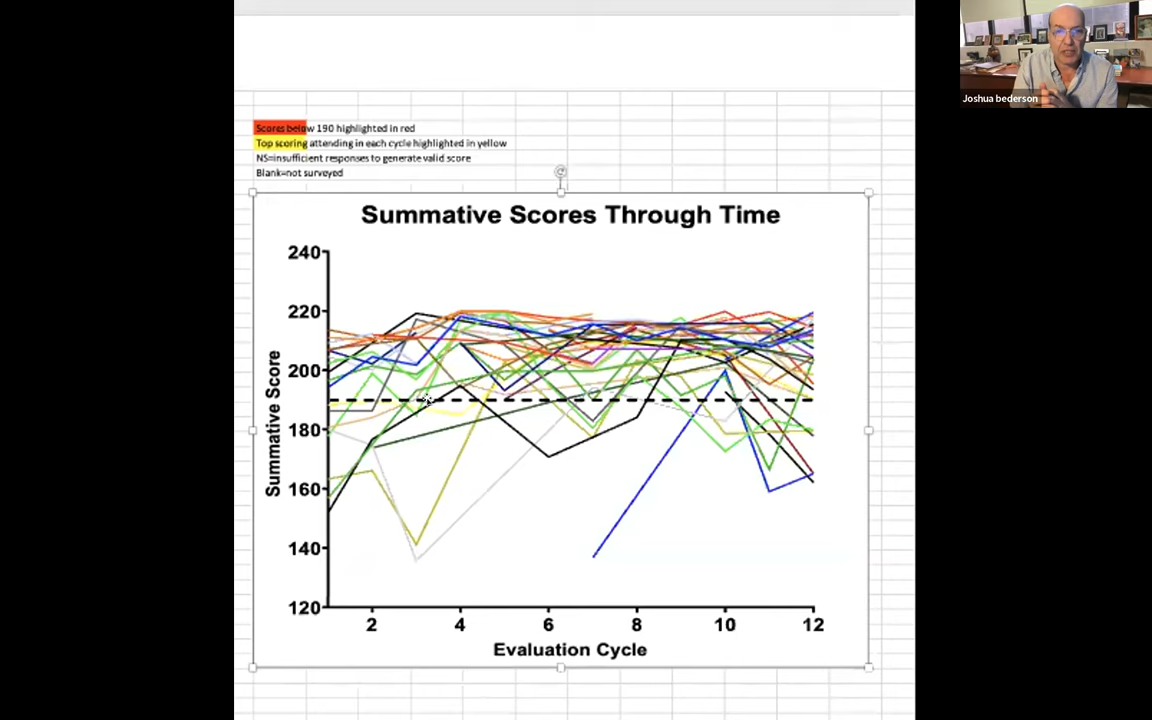 Joshua bederson
Scores below 190 highlighted in red
Top scoring attending in each cycle highlighted in yellow
NS=insufficient responses to generate valid score
Blank=not surveyed
Summative Scores Through Time
240
220
200
180
160
140
120
Summative Score
2 4 6 8 10 12
Evaluation Cycle